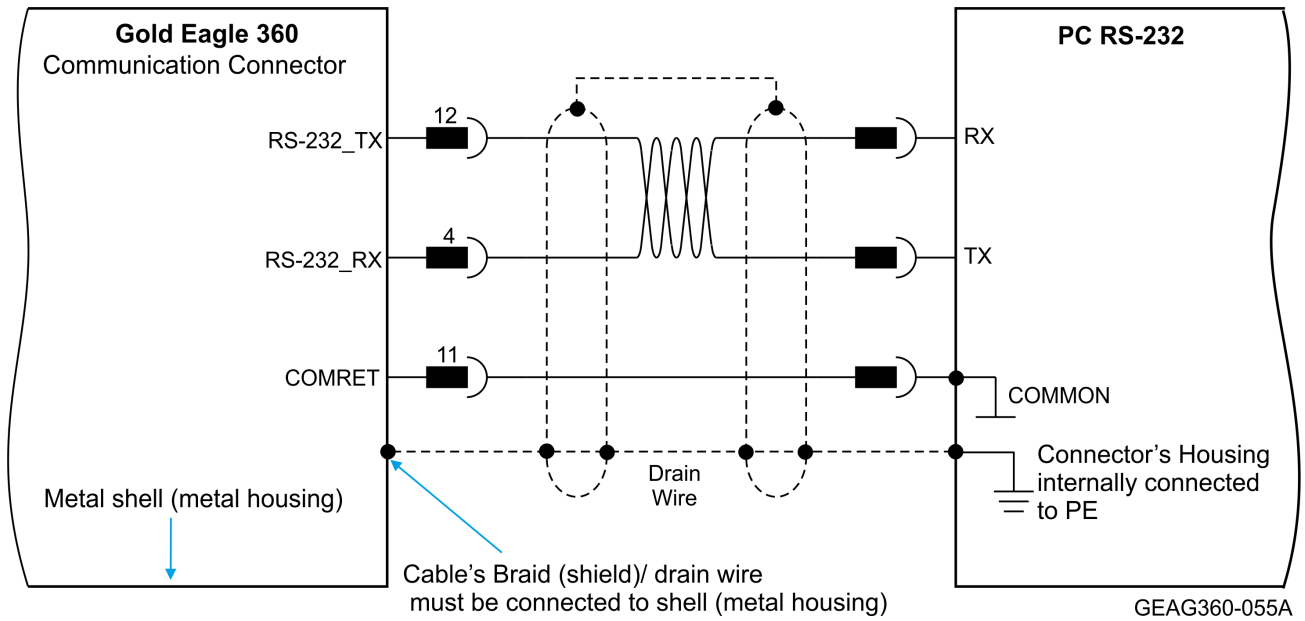 Gold Eagle 360
Communication Connector
PC RS-232
12
RS-232_TX
RX
4
RS-232_RX
TX
11
COMRET
COMMON
Drain
Wire
Connector's Housing
internally connected
to PE
Metal shell (metal housing)
Cable's Braid (shield)/ drain wire
must be connected to shell (metal housing)
GEAG360-055A